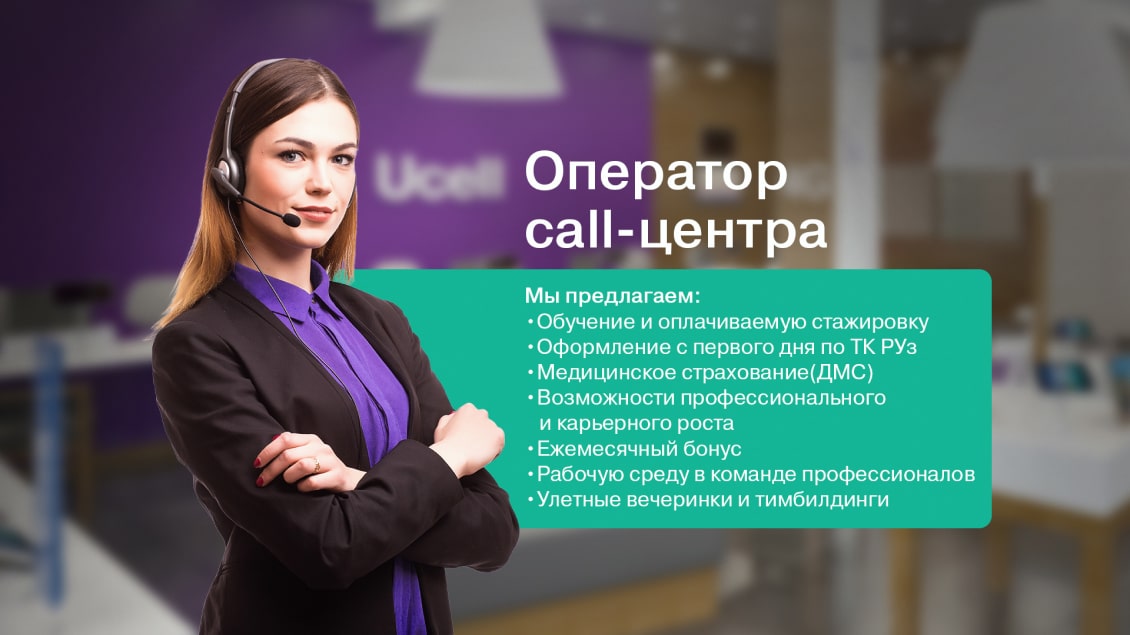 Ucell
Оператор
call-центра
Мы предлагаем:
•Обучение и оплачиваемую стажировку
•Оформление с первого дня по ТК РУз
•Медицинское страхование(ДМС)
•Возможности профессионального
и карьерного роста
•Ежемесячный бонус
•Рабочую среду в команде профессионалов
•Улетные вечеринки и тимбилдинги